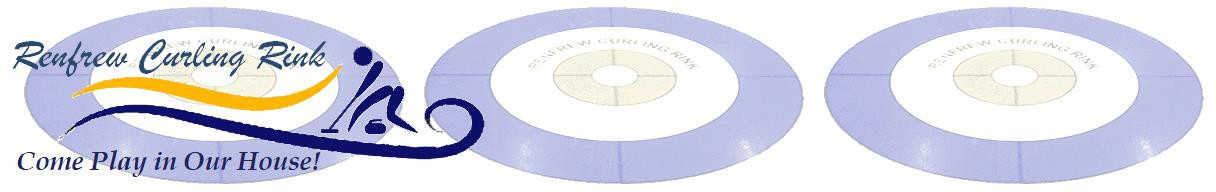 Renfrew Curling Rink
Come Play in Our House!
RENFREW CURLING RINK
RENFREW CURLING RINK